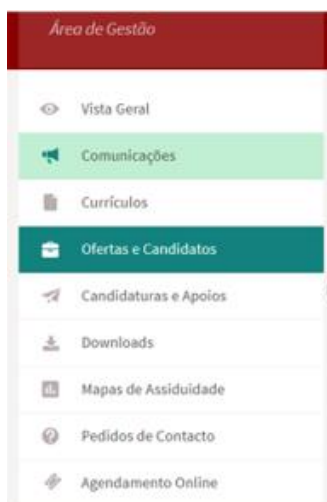 Área de Gestão
Vista Geral
Comunicações
Currículos
Ofertas e Candidatos
Candidaturas e Apoios
Downloads
Mapas de Assiduidade
Pedidos de Contacto
Agendamento Online